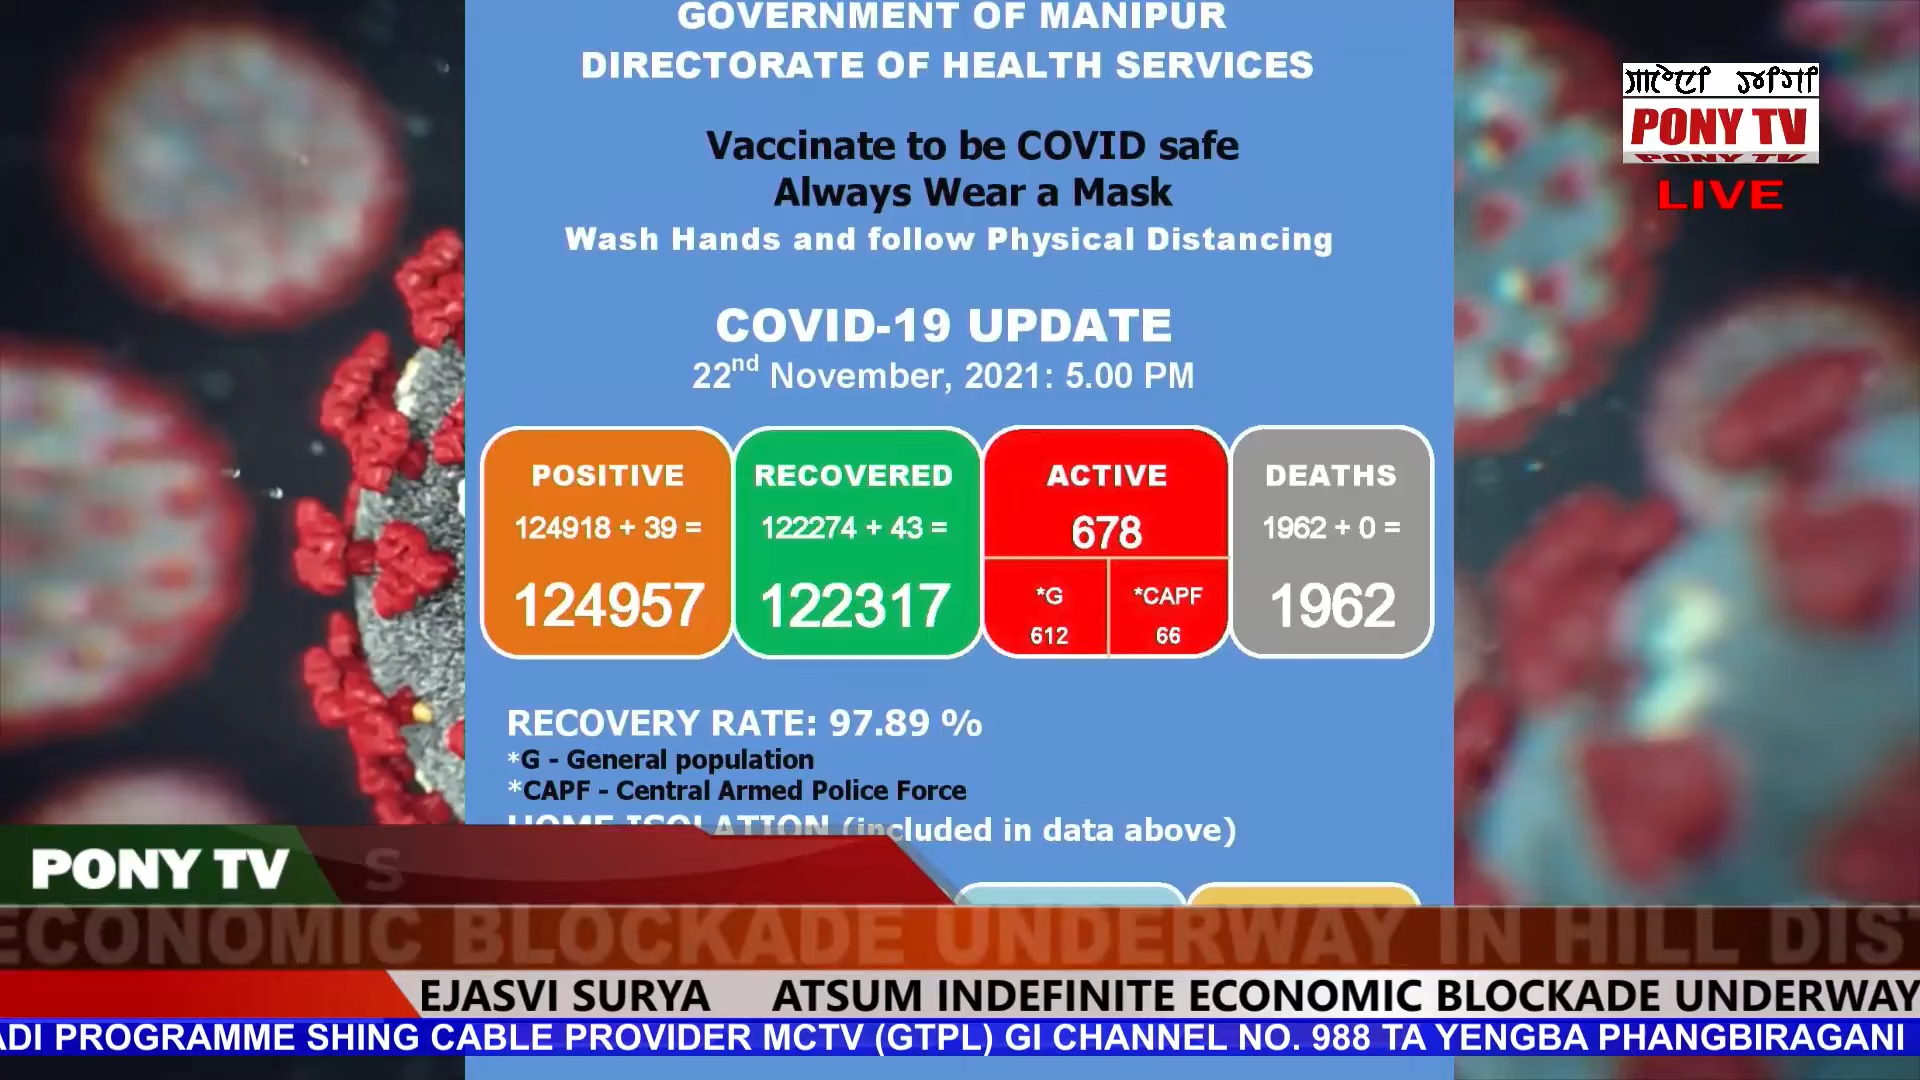 GOVERNMENT OF MANIPUR
DIRECTORATE OF HEALTH SERVICES
Vaccinate to be COVID safe
Always Wear a Mask
Wash Hands and follow Physical Distancing
COVID-19 UPDATE
22nd November, 2021: 5.00 PM
POSITIVE
124918 + 39 =
124957
RECOVERED
122274 + 43 =
122317
ACTIVE
678
*G
612
*CAPF
66
DEATHS
1962 + 0 =
1962
RECOVERY RATE: 97.89 %
*G - General population
*CAPF - Central Armed Police Force
HOME ISOLATION (included in data above)
PONY TV
LIVE
PONY TV S
ECONOMIC BLOCKADE UNDERWAY IN HILL DIS
EJASVI SURYA ATSUM INDEFINITE ECONOMIC BLOCKADE UNDERWAY
ADI PROGRAMME SHING CABLE PROVIDER MCTV (GTPL) GI CHANNEL NO. 988 TA YENGBA PHANGBIRAGANI